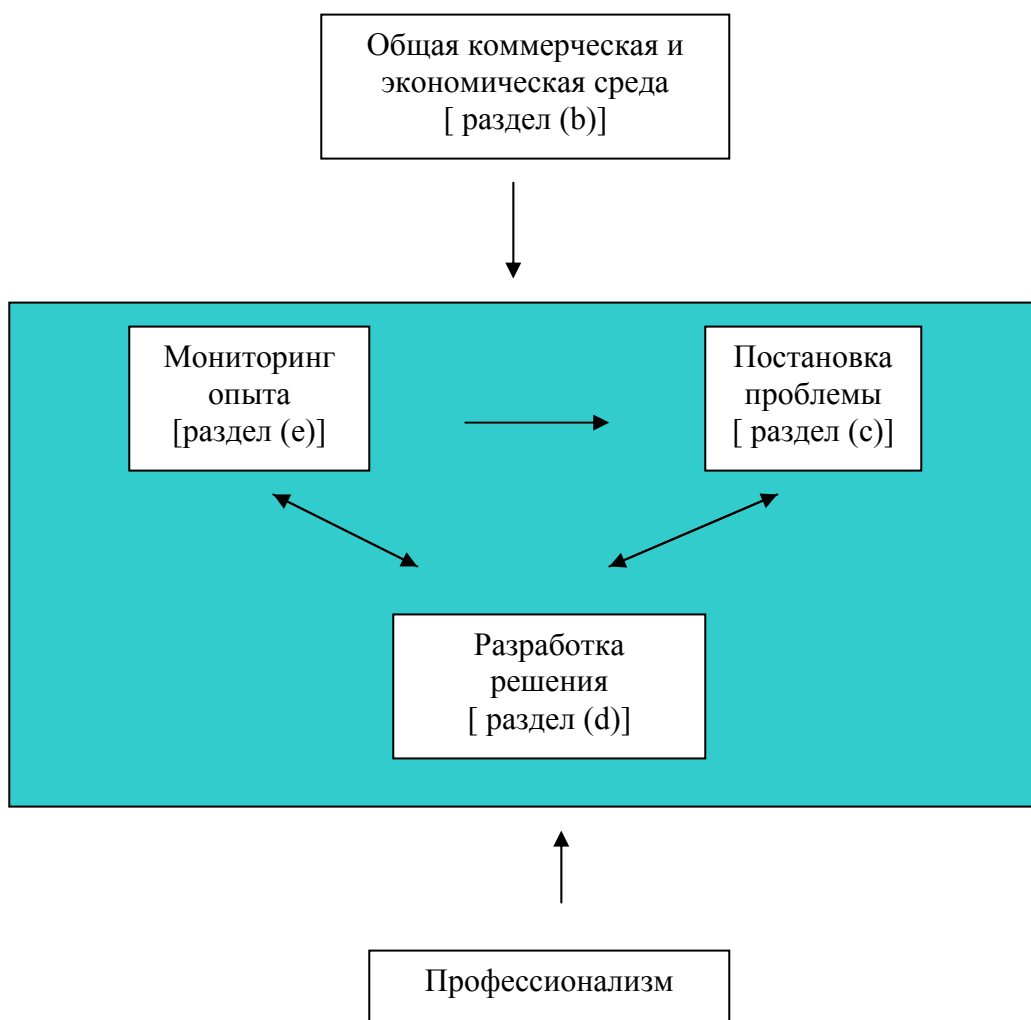 Общая коммерческая и
экономическая среда
[ раздел (b)]
Мониторинг
опыта
[раздел (e)]
Постановка
проблемы
[ раздел (c)]
Разработка
решения
[ раздел (d)]
Профессионализм